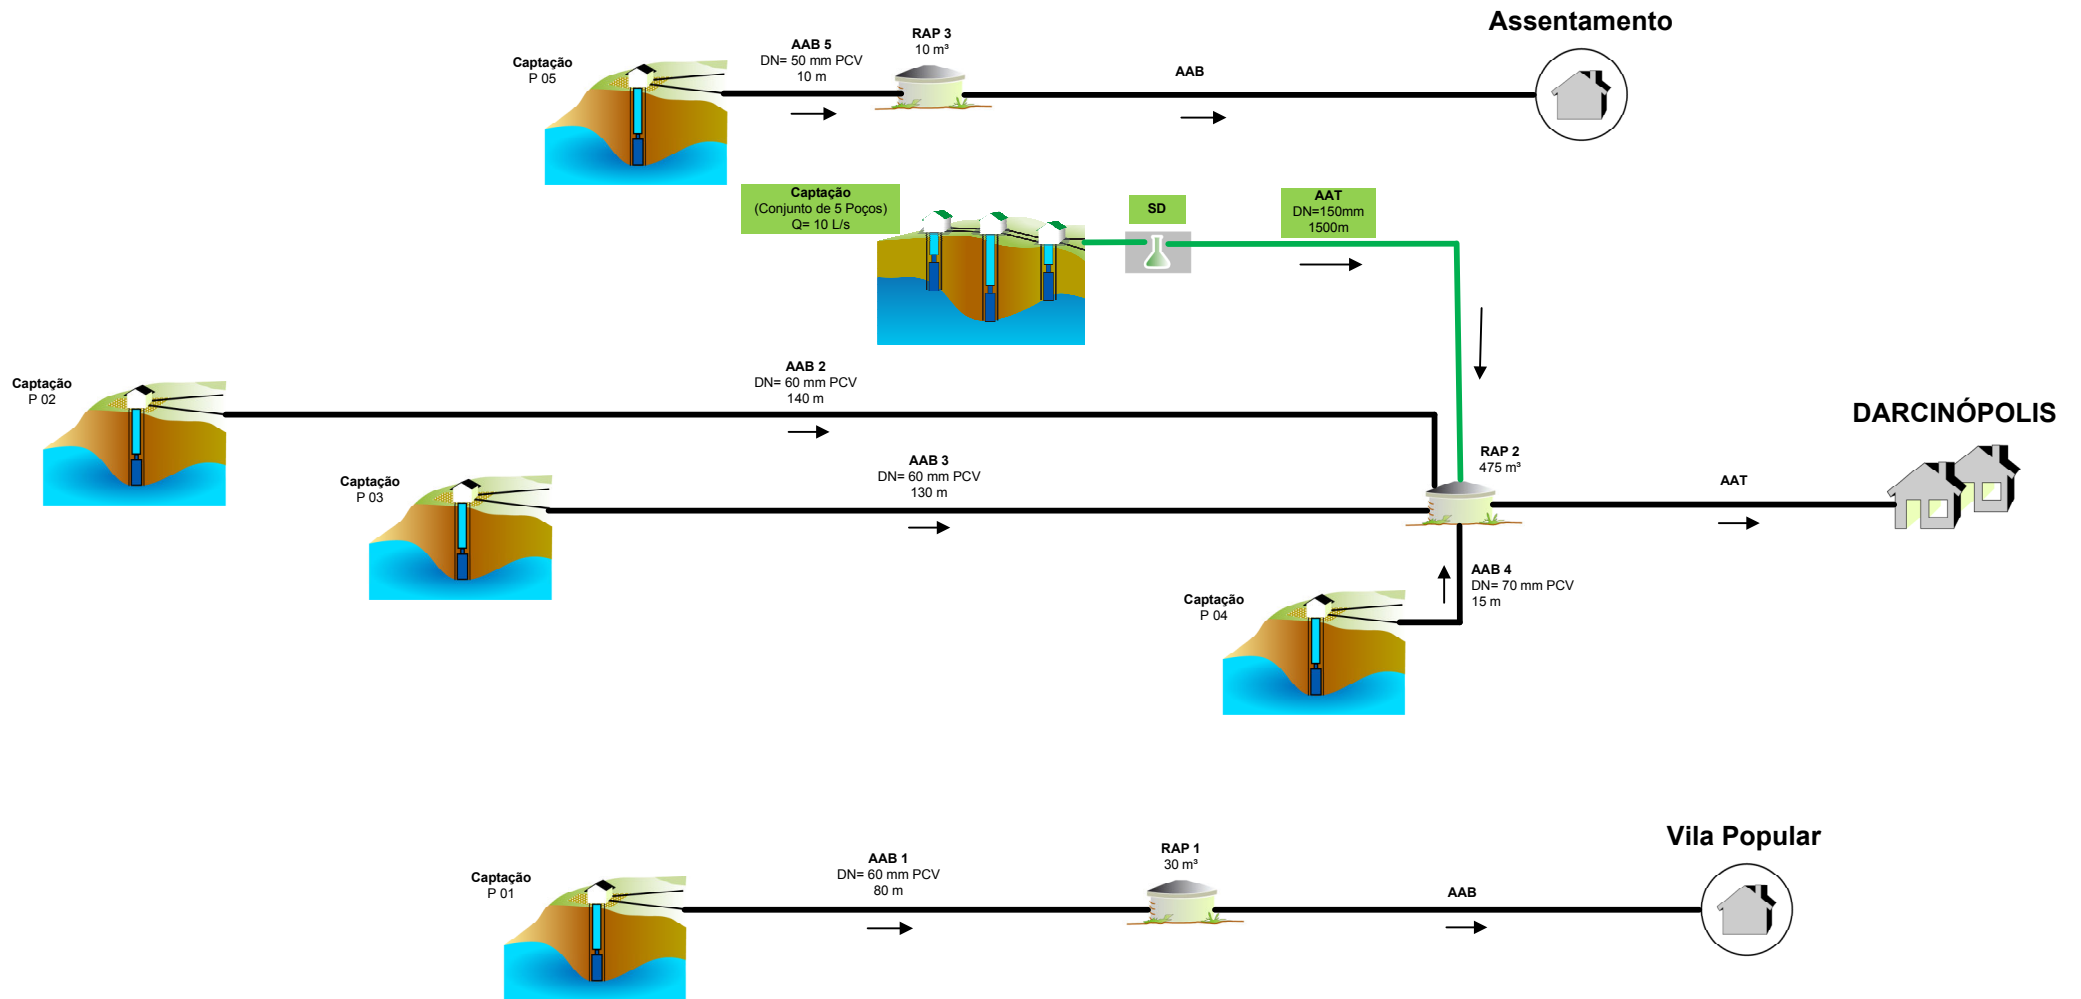 Assentamento
RAP 3
10 m³
AAB 5
DN= 50 mm PCV
10 m
Captação
P 05
AAB
Captação
(Conjunto de 5 Poços)
Q= 10 L/s
SD
AAT
DN=150mm
1500m
AAB 2
DN= 60 mm PCV
140 m
Captação
P 02
DARCINÓPOLIS
AAB 3
DN= 60 mm PCV
130 m
RAP 2
475 m³
Captação
P 03
AAT
AAB 4
DN= 70 mm PCV
15 m
Captação
P 04
Vila Popular
AAB 1
DN= 60 mm PCV
80 m
RAP 1
30 m³
Captação
P 01
AAB